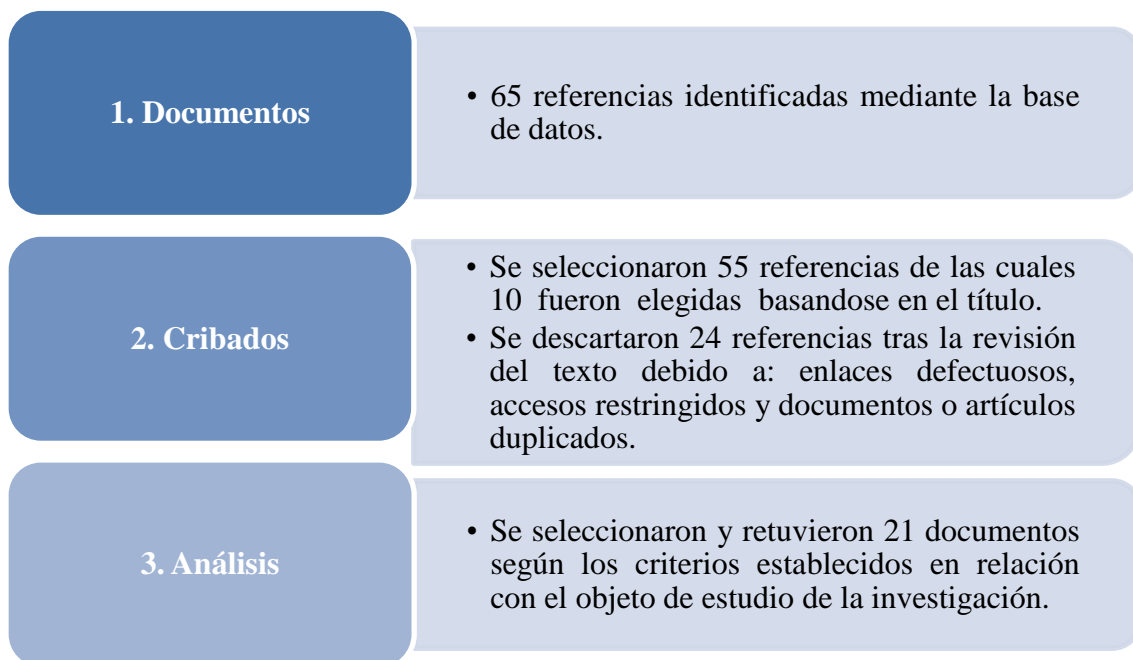 1. Documentos
• 65 referencias identificadas mediante la base
de datos.
2. Cribados
• Se seleccionaron 55 referencias de las cuales
10 fueron elegidas basandose en el título.
• Se descartaron 24 referencias tras la revisión
del texto debido a: enlaces defectuosos,
accesos restringidos y documentos o artículos
duplicados.
3. Análisis
• Se seleccionaron y retuvieron 21 documentos
según los criterios establecidos en relación
con el objeto de estudio de la investigación.